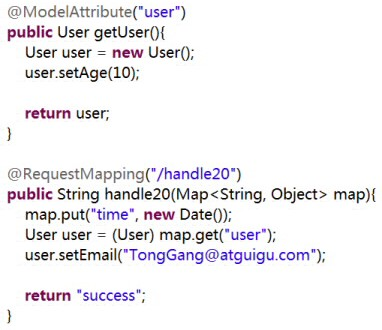 @ModelAttribute("user")
public User getUser(){
    User user = new User();
    user.setAge(10);

    return user;
}

@RequestMapping("/handle20")
public String handle20(Map<String, Object> map){
    map.put("time", new Date());
    User user = (User) map.get("user");
    user.setEmail("TongGang@atguigu.com");

    return "success";
}